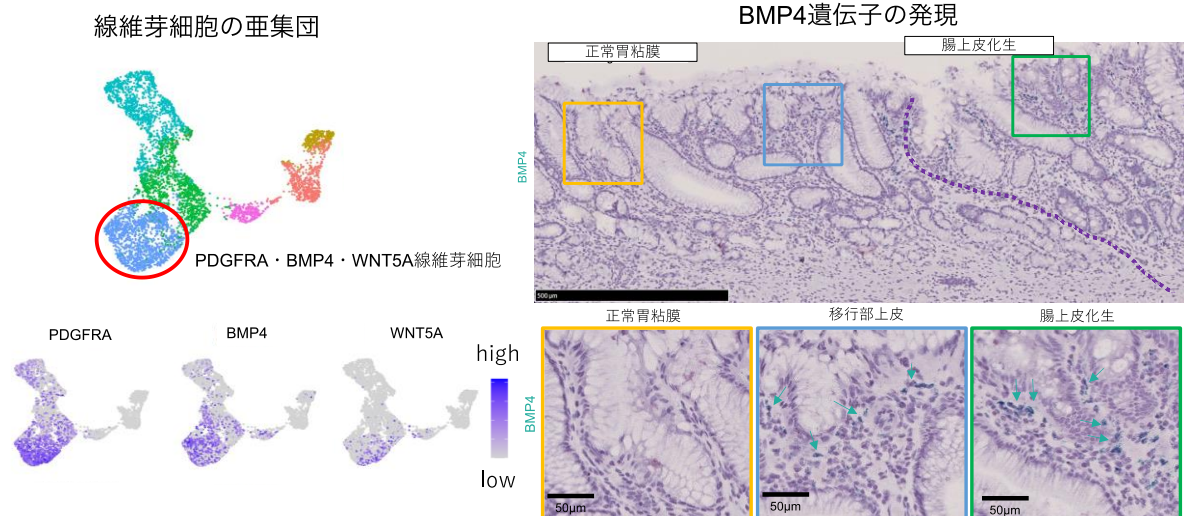 線維芽細胞の亜集団
PDGFRA・BMP4・WNT5A線維芽細胞
PDGFRA
BMP4
WNT5A
high
low
BMP4遺伝子の発現
正常胃粘膜
腸上皮化生
BMP4
500μm
正常胃粘膜
移行部上皮
腸上皮化生
BMP4
50μm
50μm
50μm